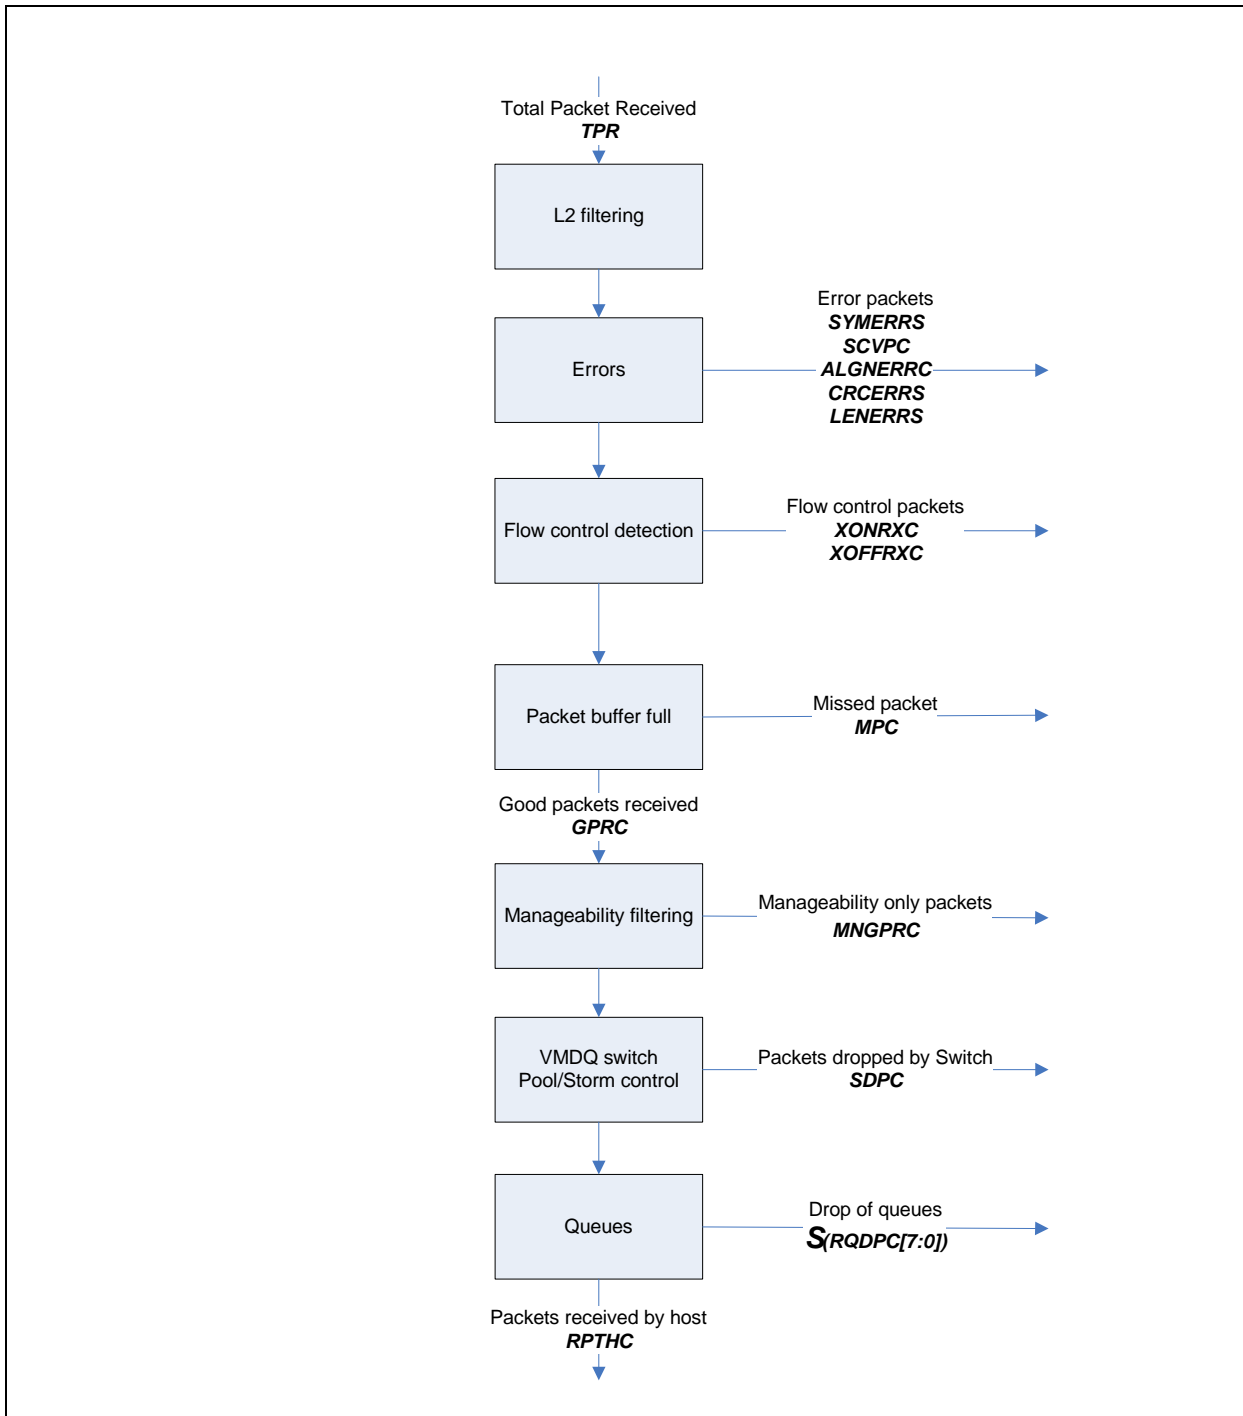 Total Packet Received
TPR
L2 filtering
Errors
Error packets
SYMERRS
SCVPC
ALGNERRC
CRCERRS
LENERRS
Flow control detection
Flow control packets
XONRXC
XOFFRXC
Packet buffer full
Missed packet
MPC
Good packets received
GPRC
Manageability filtering
Manageability only packets
MNGPRC
VMDQ switch
Pool/Storm control
Packets dropped by Switch
SDPC
Queues
Drop of queues
S(RQDPC[7:0])
Packets received by host
RPTHC